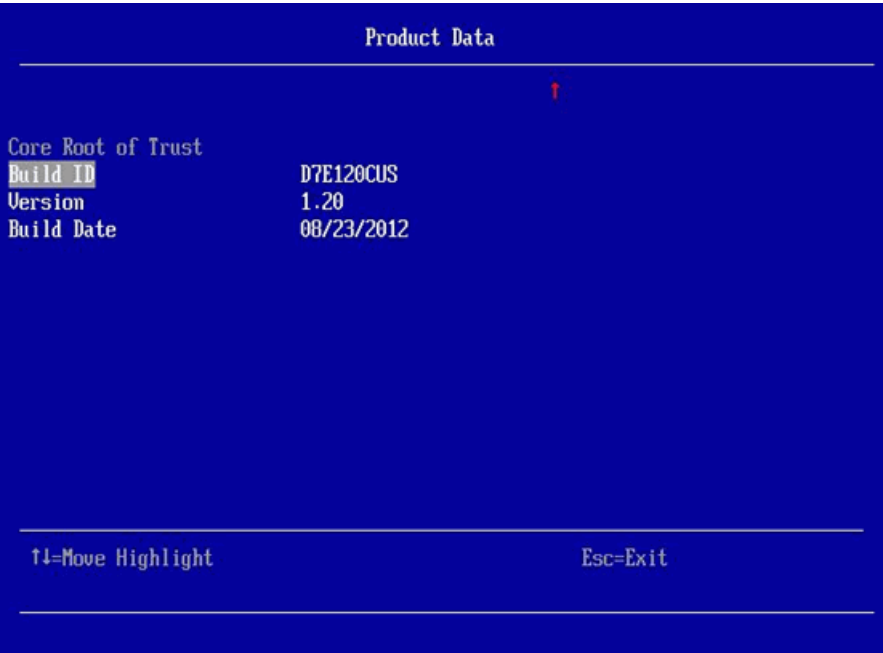 Product Data
↑
Core Root of Trust
Build ID D7E120CUS
Version 1.20
Build Date 08/23/2012
↑↓=Move Highlight Esc=Exit